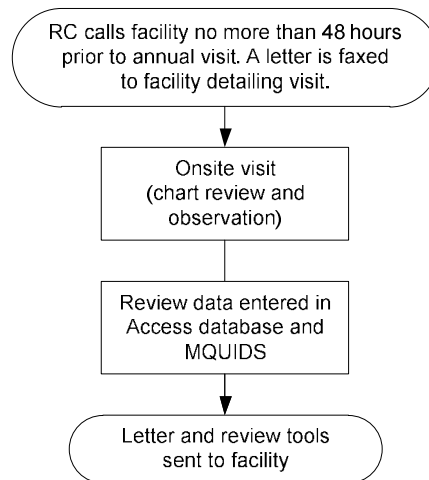 RC calls facility no more than 48 hours
prior to annual visit. A letter is faxed
to facility detailing visit.
Onsite visit
(chart review and
observation)
Review data entered in
Access database and
MQUIDS
Letter and review tools
sent to facility